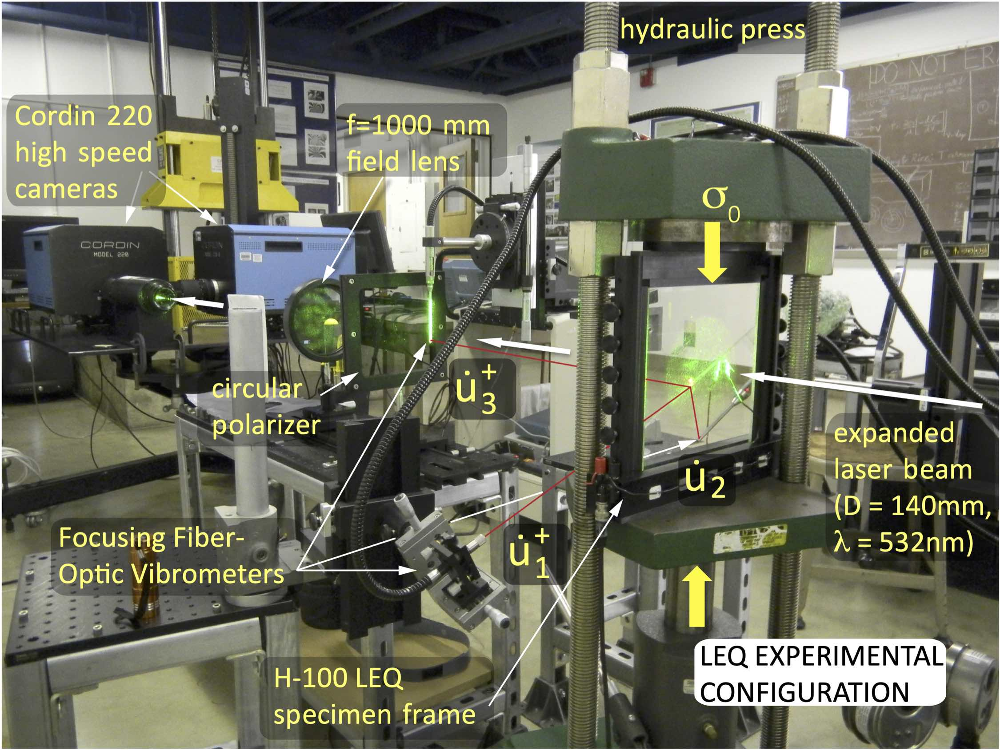 hydraulic press
DO NOT ER
Cordin 220
high speed
cameras
f=1000 mm
field lens
σ0
CORDIN
MODEL 220
CORDIN
circular
polarizer
u̇3+
u̇2
expanded
laser beam
(D = 140mm,
λ = 532nm)
Focusing Fiber-
Optic Vibrometers
u̇1+
H-100 LEQ
specimen frame
LEQ EXPERIMENTAL
CONFIGURATION